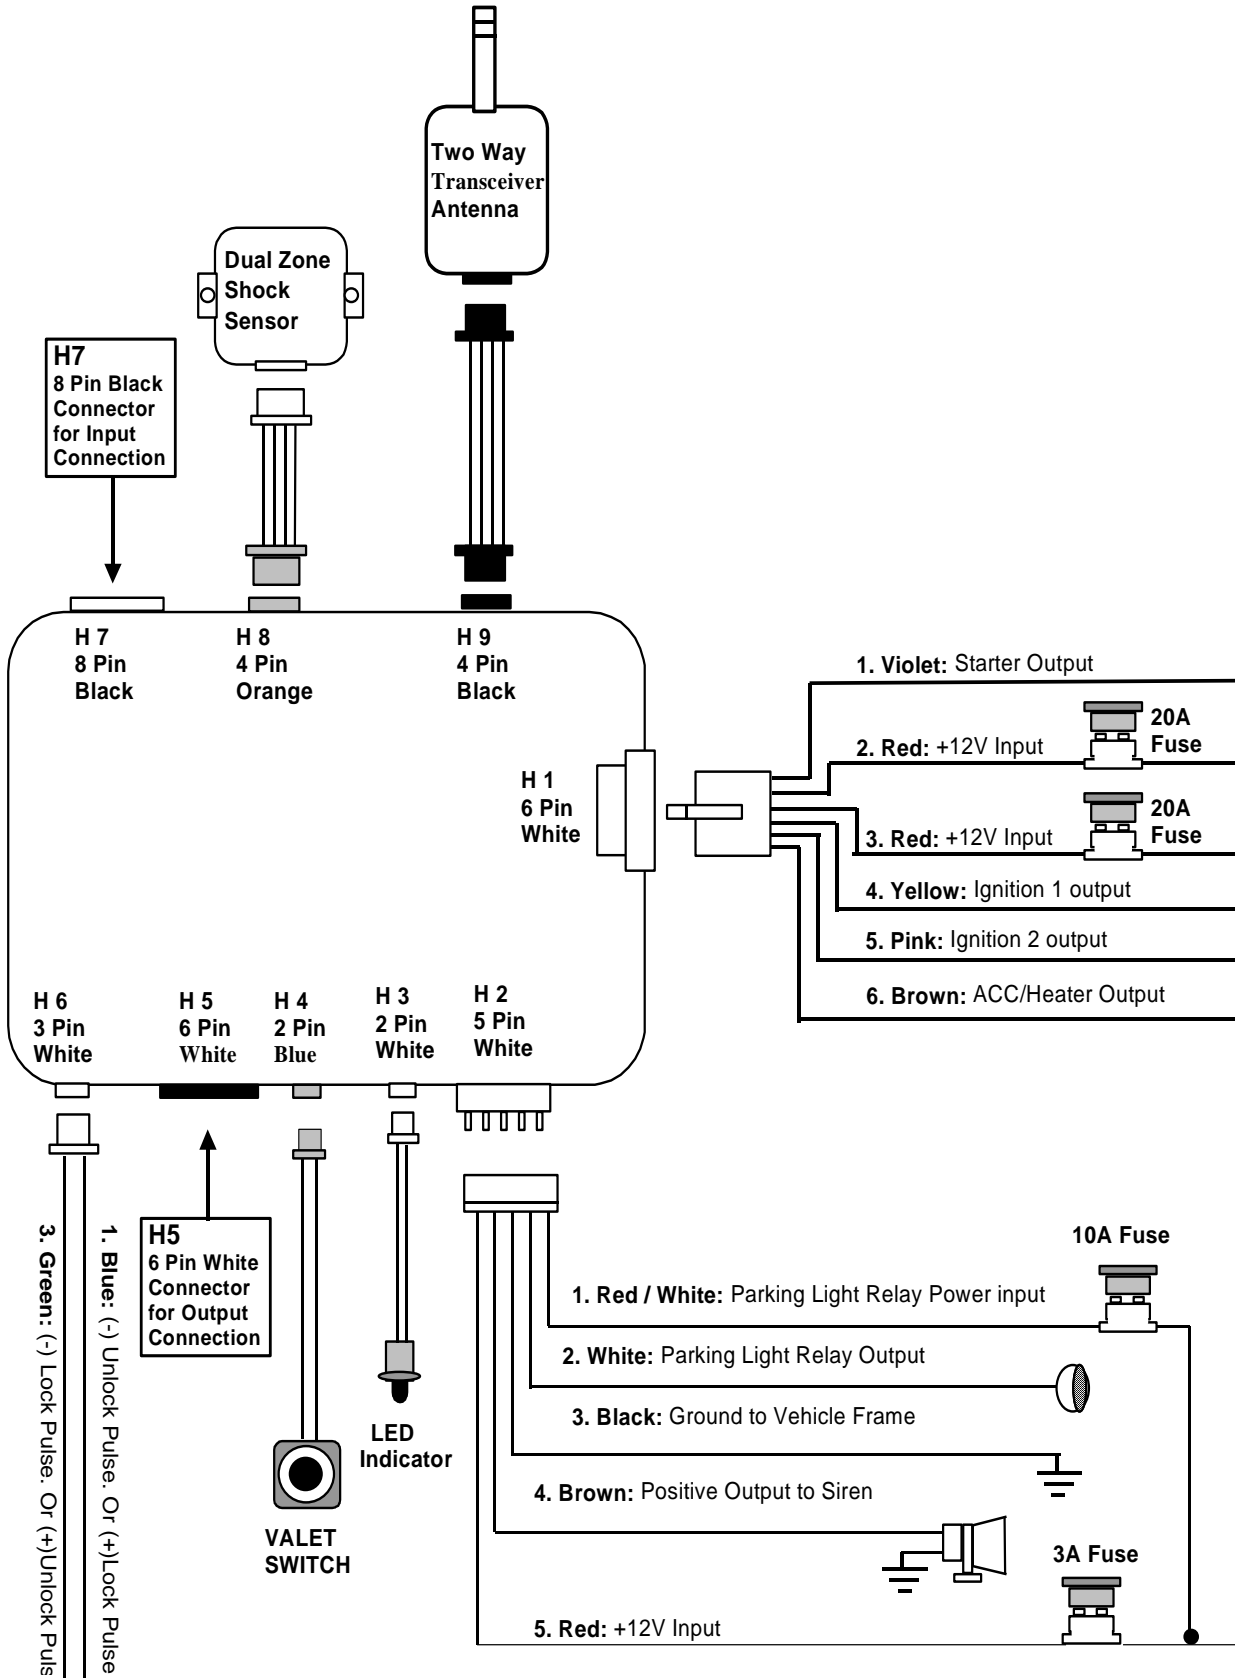 Two Way
Transceiver
Antenna
Dual Zone
Shock
Sensor
H7
8 Pin Black
Connector
for Input
Connection
H 7
8 Pin
Black
H 8
4 Pin
Orange
H 9
4 Pin
Black
H 1
6 Pin
White
1. Violet: Starter Output
2. Red: +12V Input
20A
Fuse
3. Red: +12V Input
20A
Fuse
4. Yellow: Ignition 1 output
5. Pink: Ignition 2 output
6. Brown: ACC/Heater Output
H 6
3 Pin
White
H 5
6 Pin
White
H 4
2 Pin
Blue
H 3
2 Pin
White
H 2
5 Pin
White
1. Blue: (-) Unlock Pulse. Or (+)Lock Pulse
3. Green: (-) Lock Pulse. Or (+)Unlock Puls
H5
6 Pin White
Connector
for Output
Connection
VALET
SWITCH
LED
Indicator
10A Fuse
1. Red / White: Parking Light Relay Power input
2. White: Parking Light Relay Output
3. Black: Ground to Vehicle Frame
4. Brown: Positive Output to Siren
3A Fuse
5. Red: +12V Input